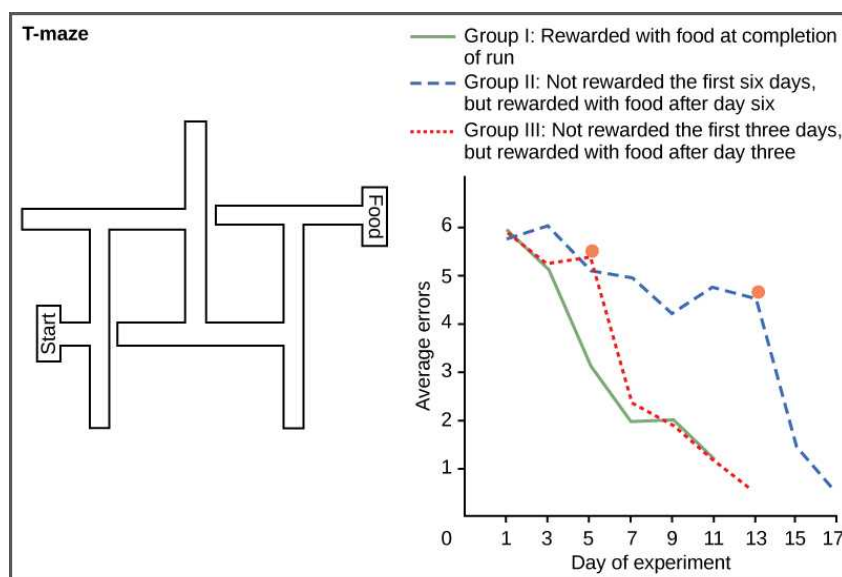 T-maze
Food
Start
Group I: Rewarded with food at completion
of run
Group II: Not rewarded the first six days,
but rewarded with food after day six
Group III: Not rewarded the first three days,
but rewarded with food after day three
Average errors
6
5
4
3
2
1
0 1 3 5 7 9 11 13 15 17
Day of experiment